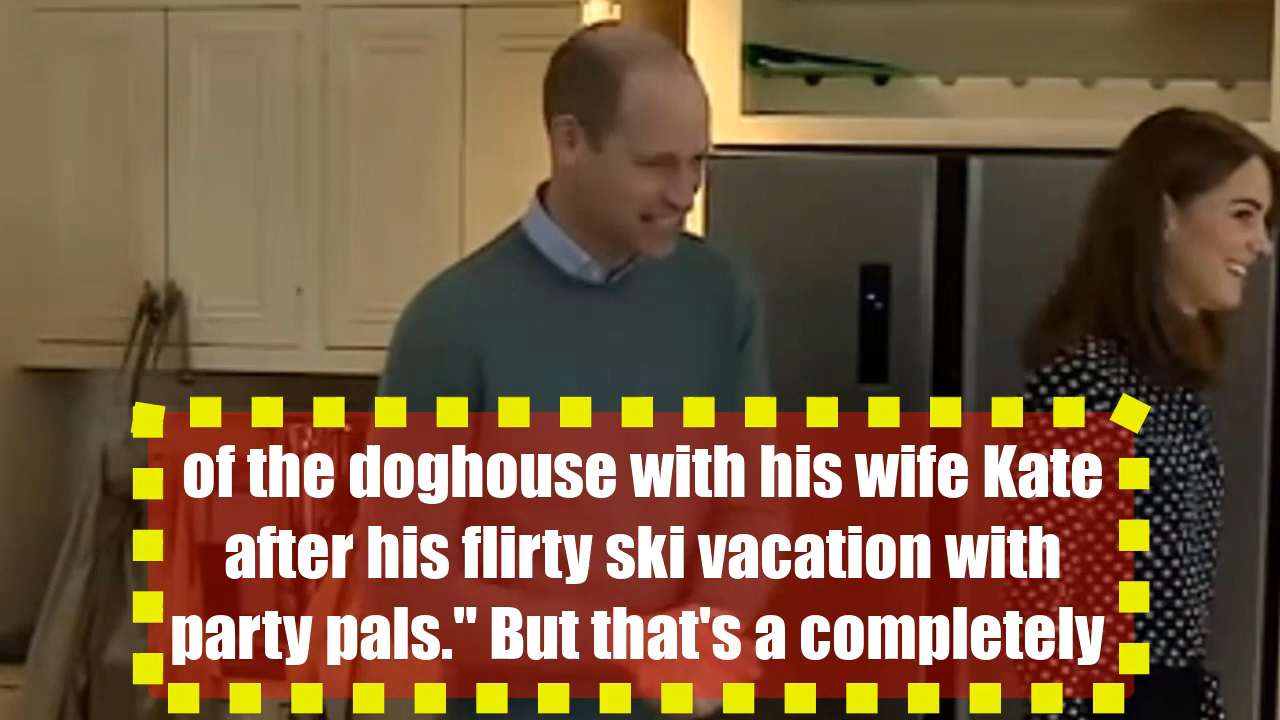 of the doghouse with his wife Kate
after his flirty ski vacation with
party pals." But that's a completely